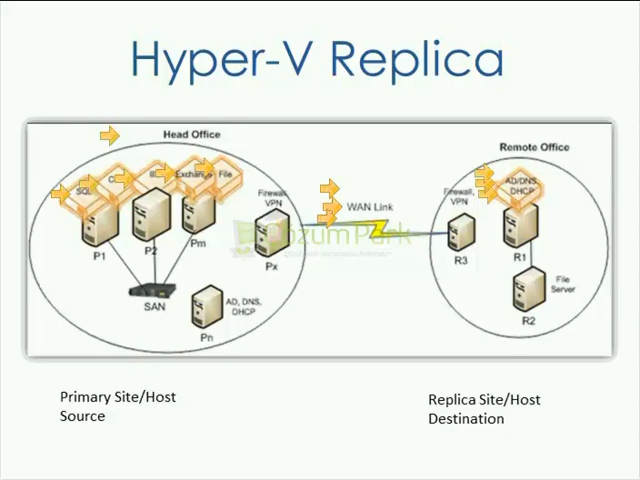 Hyper-V Replica
Head Office
Remote Office
SQL
Exchange
File
AD/DNS,
DHCP
Firewall,
VPN
WAN Link
Firewall,
VPN
ÇözümPark
P1
P2
Pm
Px
R3
R1
File
Server
SAN
AD, DNS,
DHCP
Pn
R2
Primary Site/Host
Source
Replica Site/Host
Destination